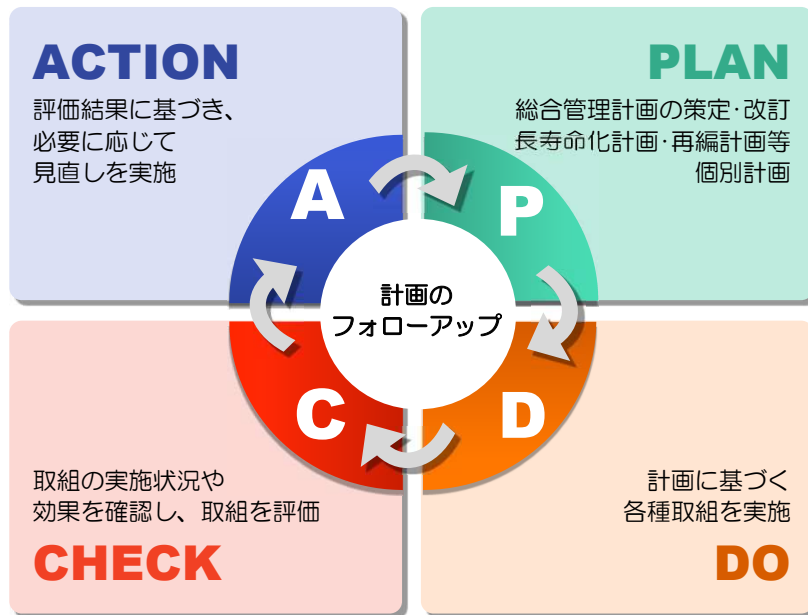 ACTION
評価結果に基づき、
必要に応じて
見直しを実施
PLAN
総合管理計画の策定・改訂
長寿命化計画・再編計画等
個別計画
A
P
計画の
フォローアップ
C
D
取組の実施状況や
効果を確認し、取組を評価
CHECK
計画に基づく
各種取組を実施
DO